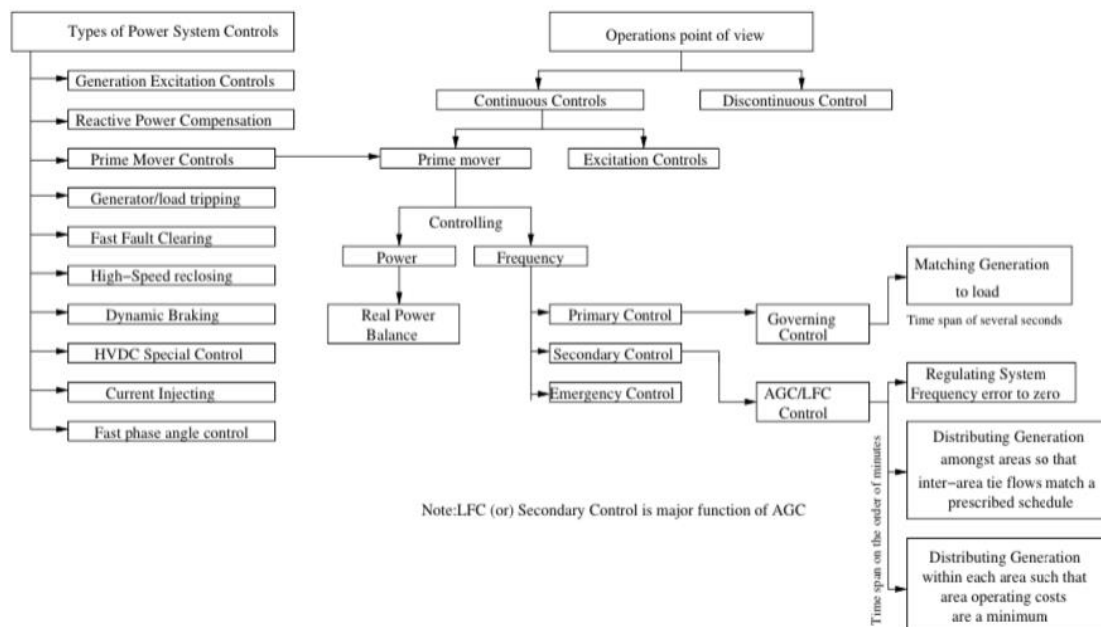 Types of Power System Controls
Generation Excitation Controls
Reactive Power Compensation
Prime Mover Controls
Generator/load tripping
Fast Fault Clearing
High-Speed reclosing
Dynamic Braking
HVDC Special Control
Current Injecting
Fast phase angle control
Operations point of view
Continuous Controls
Discontinuous Control
Prime mover
Excitation Controls
Controlling
Power
Frequency
Real Power
Balance
Primary Control
Secondary Control
Emergency Control
Governing
Control
AGC/LFC
Control
Matching Generation
to load
Time span of several seconds
Regulating System
Frequency error to zero
Distributing Generation
amongst areas so that
inter-area tie flows match a
prescribed schedule
Distributing Generation
within each area such that
area operating costs
are a minimum
Time span on the order of minutes
Note:LFC (or) Secondary Control is major function of AGC